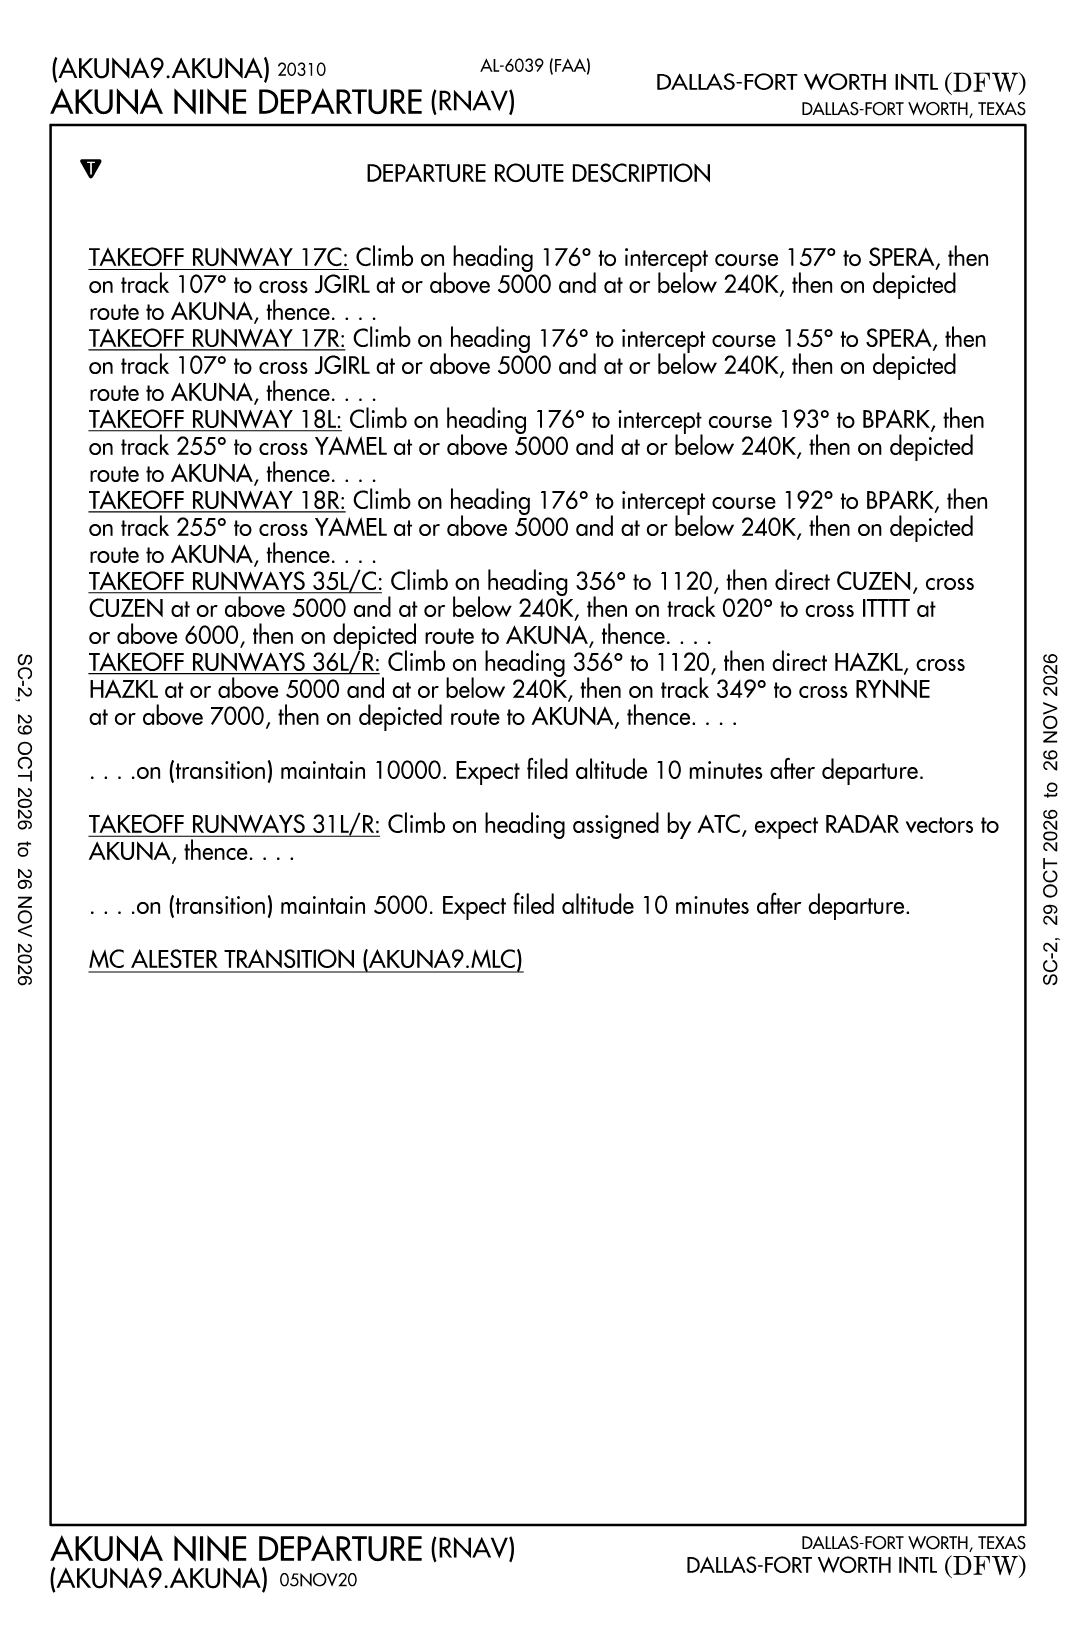 (AKUNA9.AKUNA) 20310
AL-6039 (FAA)
DALLAS-FORT WORTH INTL (DFW)
AKUNA NINE DEPARTURE (RNAV)
DALLAS-FORT WORTH, TEXAS
T
DEPARTURE ROUTE DESCRIPTION
TAKEOFF RUNWAY 17C: Climb on heading 176° to intercept course 157° to SPERA, then
on track 107° to cross JGIRL at or above 5000 and at or below 240K, then on depicted
route to AKUNA, thence. . . .
TAKEOFF RUNWAY 17R: Climb on heading 176° to intercept course 155° to SPERA, then
on track 107° to cross JGIRL at or above 5000 and at or below 240K, then on depicted
route to AKUNA, thence. . . .
TAKEOFF RUNWAY 18L: Climb on heading 176° to intercept course 193° to BPARK, then
on track 255° to cross YAMEL at or above 5000 and at or below 240K, then on depicted
route to AKUNA, thence. . . .
TAKEOFF RUNWAY 18R: Climb on heading 176° to intercept course 192° to BPARK, then
on track 255° to cross YAMEL at or above 5000 and at or below 240K, then on depicted
route to AKUNA, thence. . . .
TAKEOFF RUNWAYS 35L/C: Climb on heading 356° to 1120, then direct CUZEN, cross
CUZEN at or above 5000 and at or below 240K, then on track 020° to cross ITTTT at
or above 6000, then on depicted route to AKUNA, thence. . . .
TAKEOFF RUNWAYS 36L/R: Climb on heading 356° to 1120, then direct HAZKL, cross
HAZKL at or above 5000 and at or below 240K, then on track 349° to cross RYNNE
at or above 7000, then on depicted route to AKUNA, thence. . . .
. . . .on (transition) maintain 10000. Expect filed altitude 10 minutes after departure.
TAKEOFF RUNWAYS 31L/R: Climb on heading assigned by ATC, expect RADAR vectors to
AKUNA, thence. . . .
. . . .on (transition) maintain 5000. Expect filed altitude 10 minutes after departure.
MC ALESTER TRANSITION (AKUNA9.MLC)
SC-2, 29 OCT 2026 to 26 NOV 2026
SC-2, 29 OCT 2026 to 26 NOV 2026
AKUNA NINE DEPARTURE (RNAV)
(AKUNA9.AKUNA) 05NOV20
DALLAS-FORT WORTH, TEXAS
DALLAS-FORT WORTH INTL (DFW)